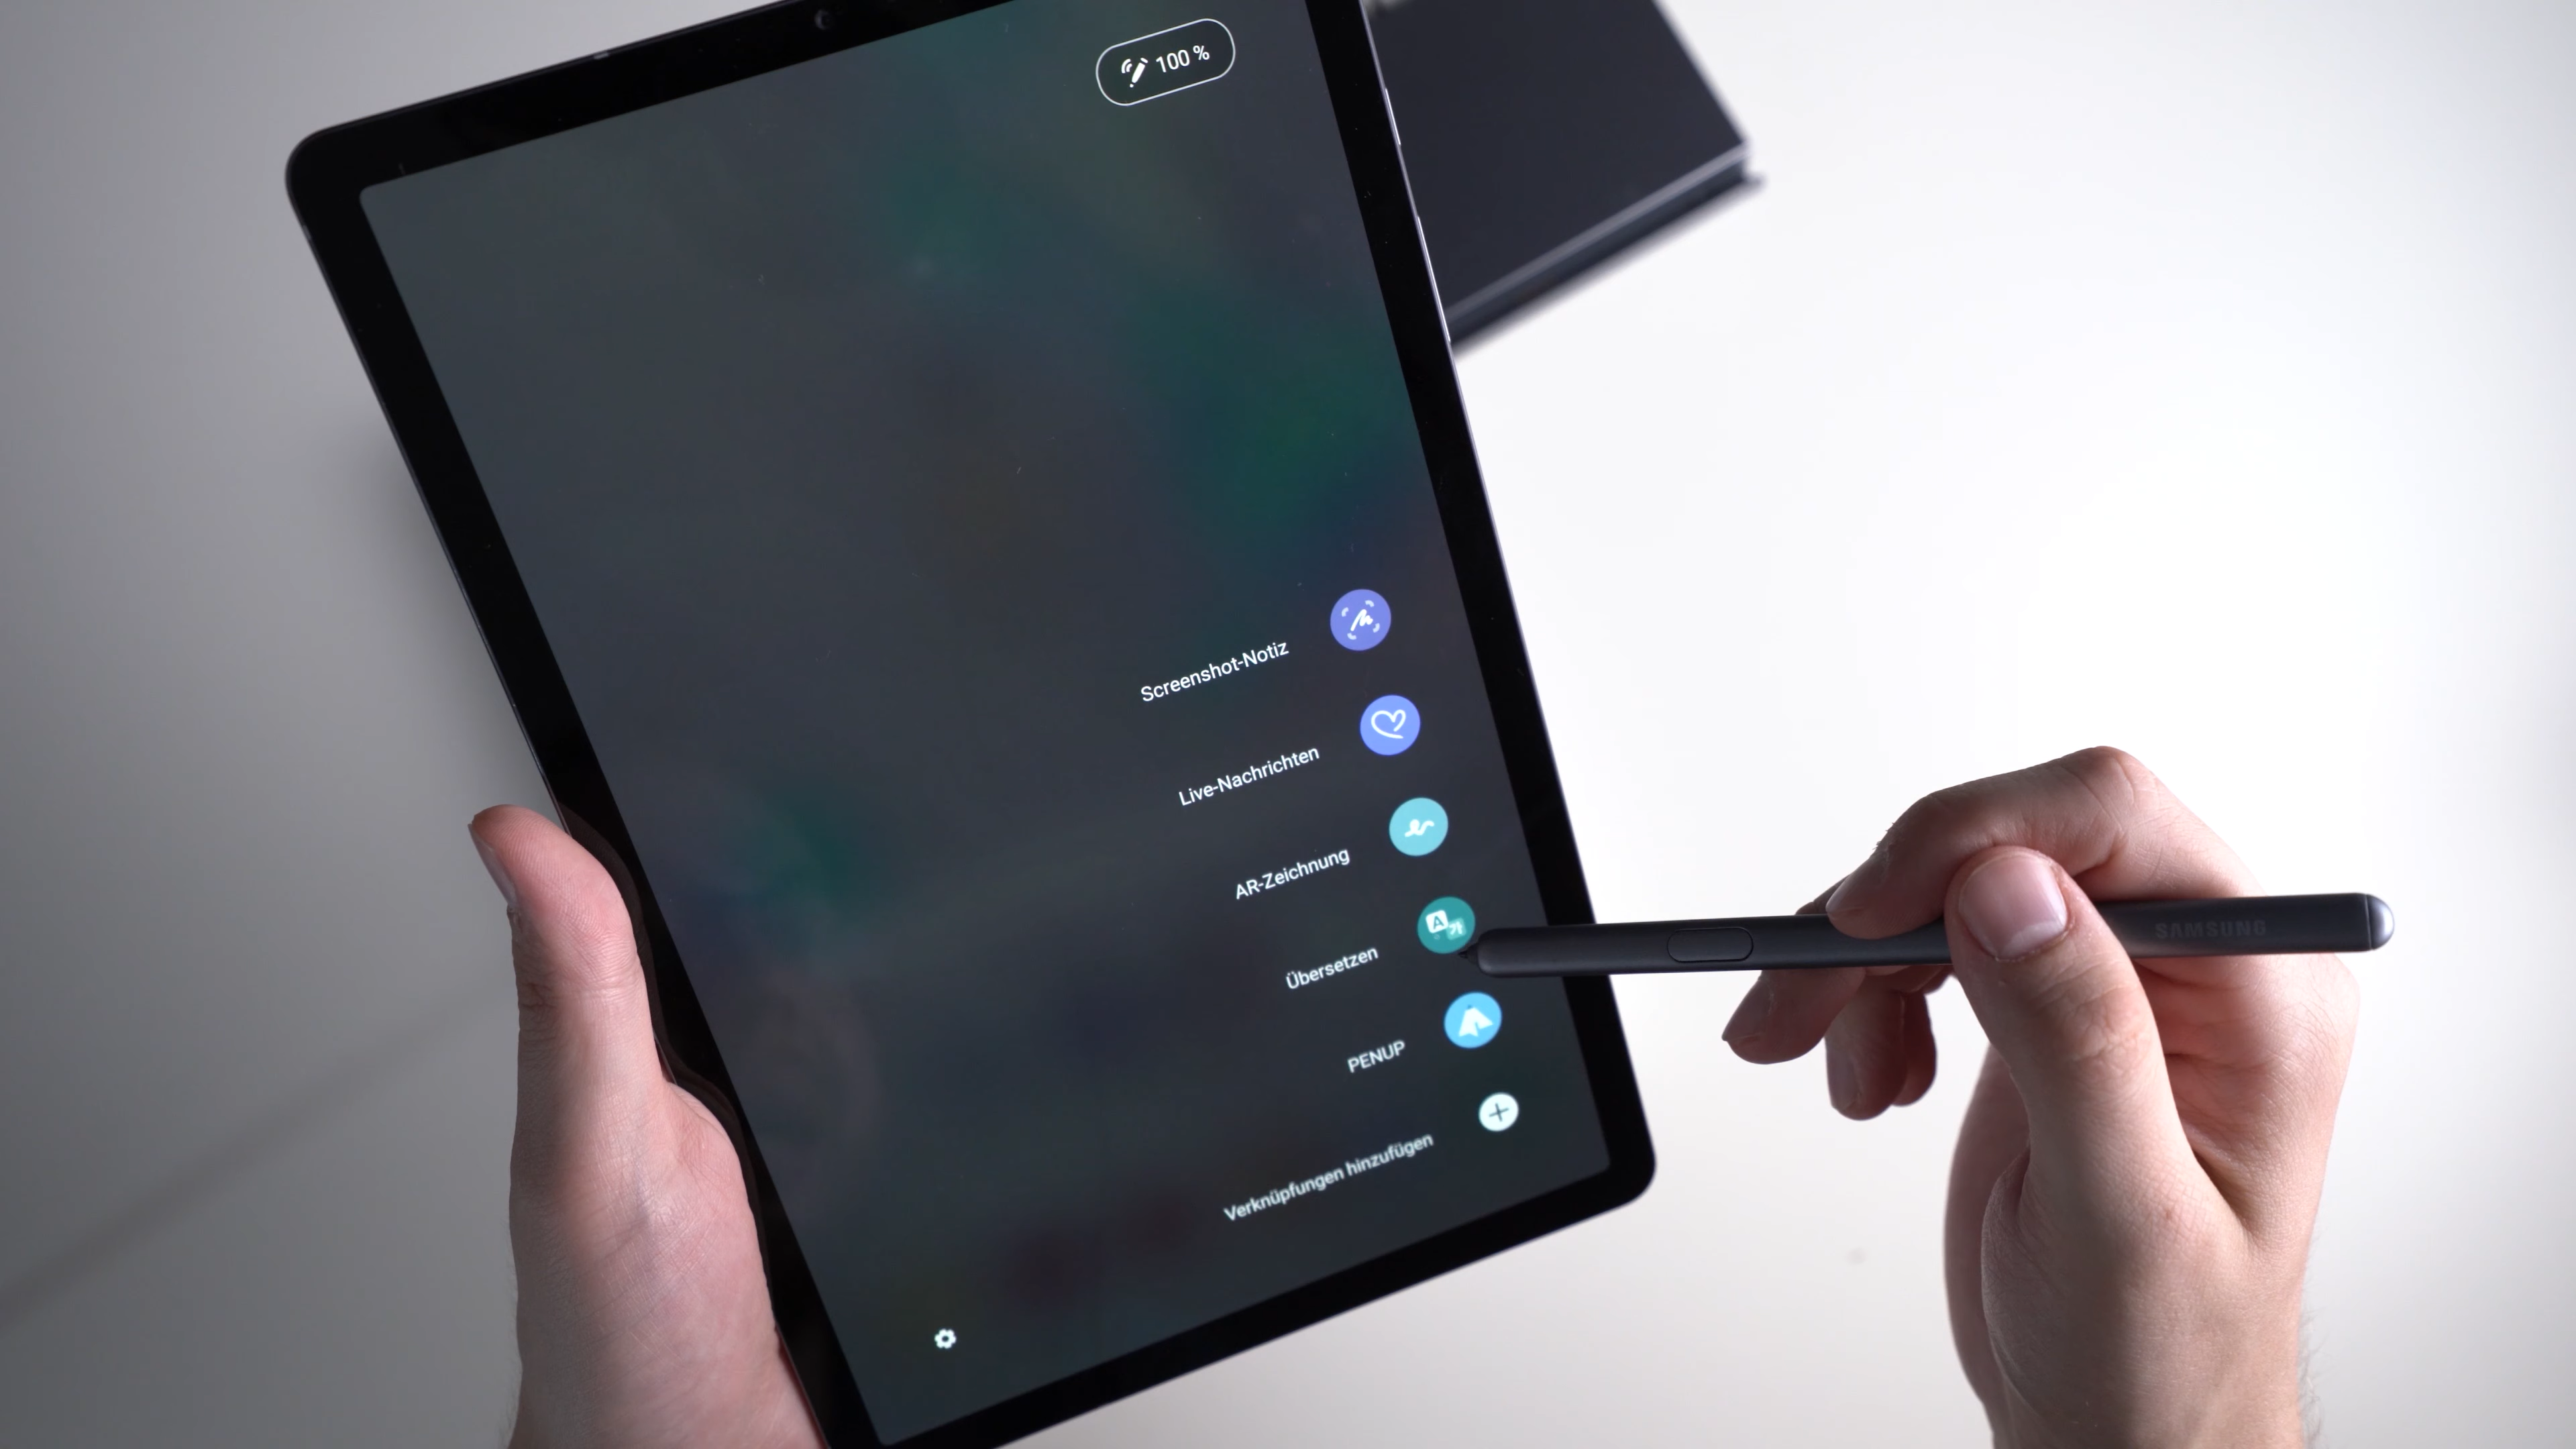 100 %
Screenshot-Notiz
Live-Nachrichten
AR-Zeichnung
Übersetzen
PENUP
Verknüpfungen hinzufügen
SAMSUNG